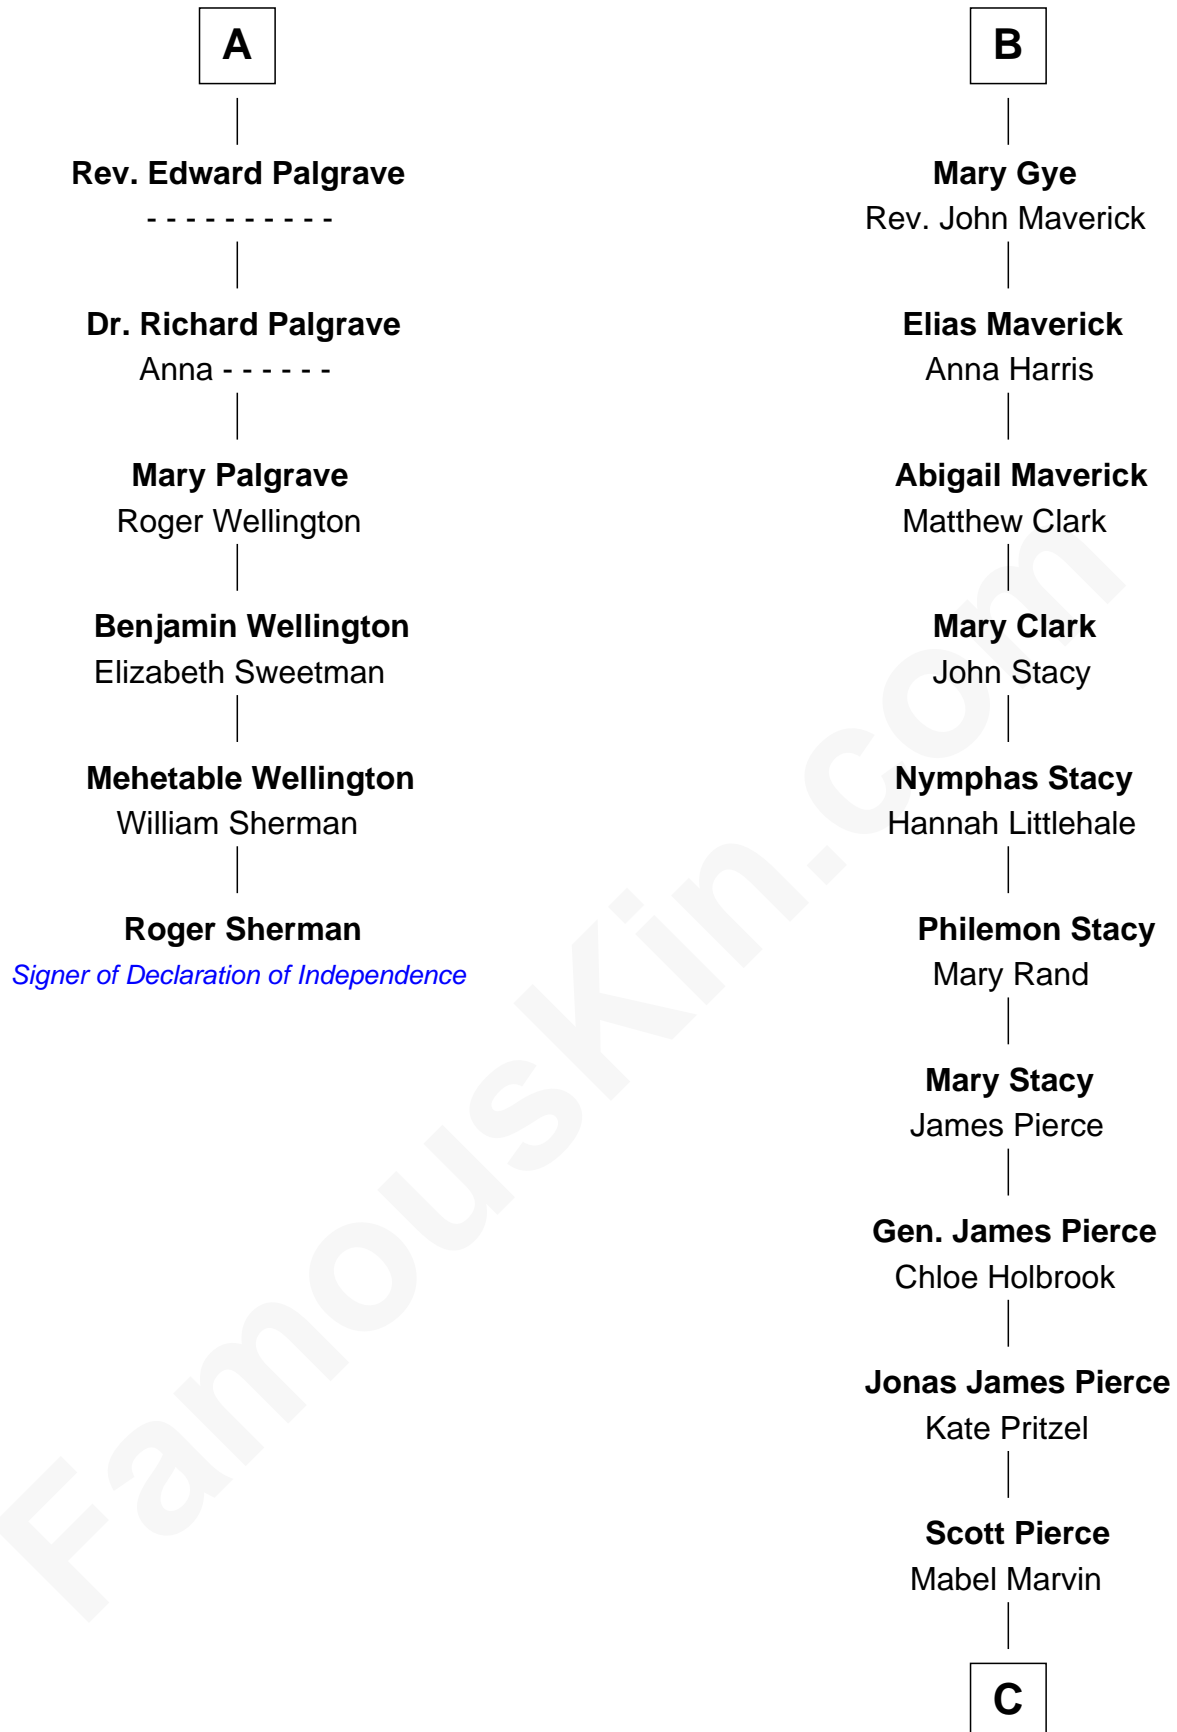 A
Rev. Edward Palgrave
- - - - - - - - - -
Dr. Richard Palgrave
Anna - - - - - -
Mary Palgrave
Roger Wellington
Benjamin Wellington
Elizabeth Sweetman
Mehetable Wellington
William Sherman
Roger Sherman
Signer of Declaration of Independence
B
Mary Gye
Rev. John Maverick
Elias Maverick
Anna Harris
Abigail Maverick
Matthew Clark
Mary Clark
John Stacy
Nymphas Stacy
Hannah Littlehale
Philemon Stacy
Mary Rand
Mary Stacy
James Pierce
Gen. James Pierce
Chloe Holbrook
Jonas James Pierce
Kate Pritzel
Scott Pierce
Mabel Marvin
C
FamousKin.com